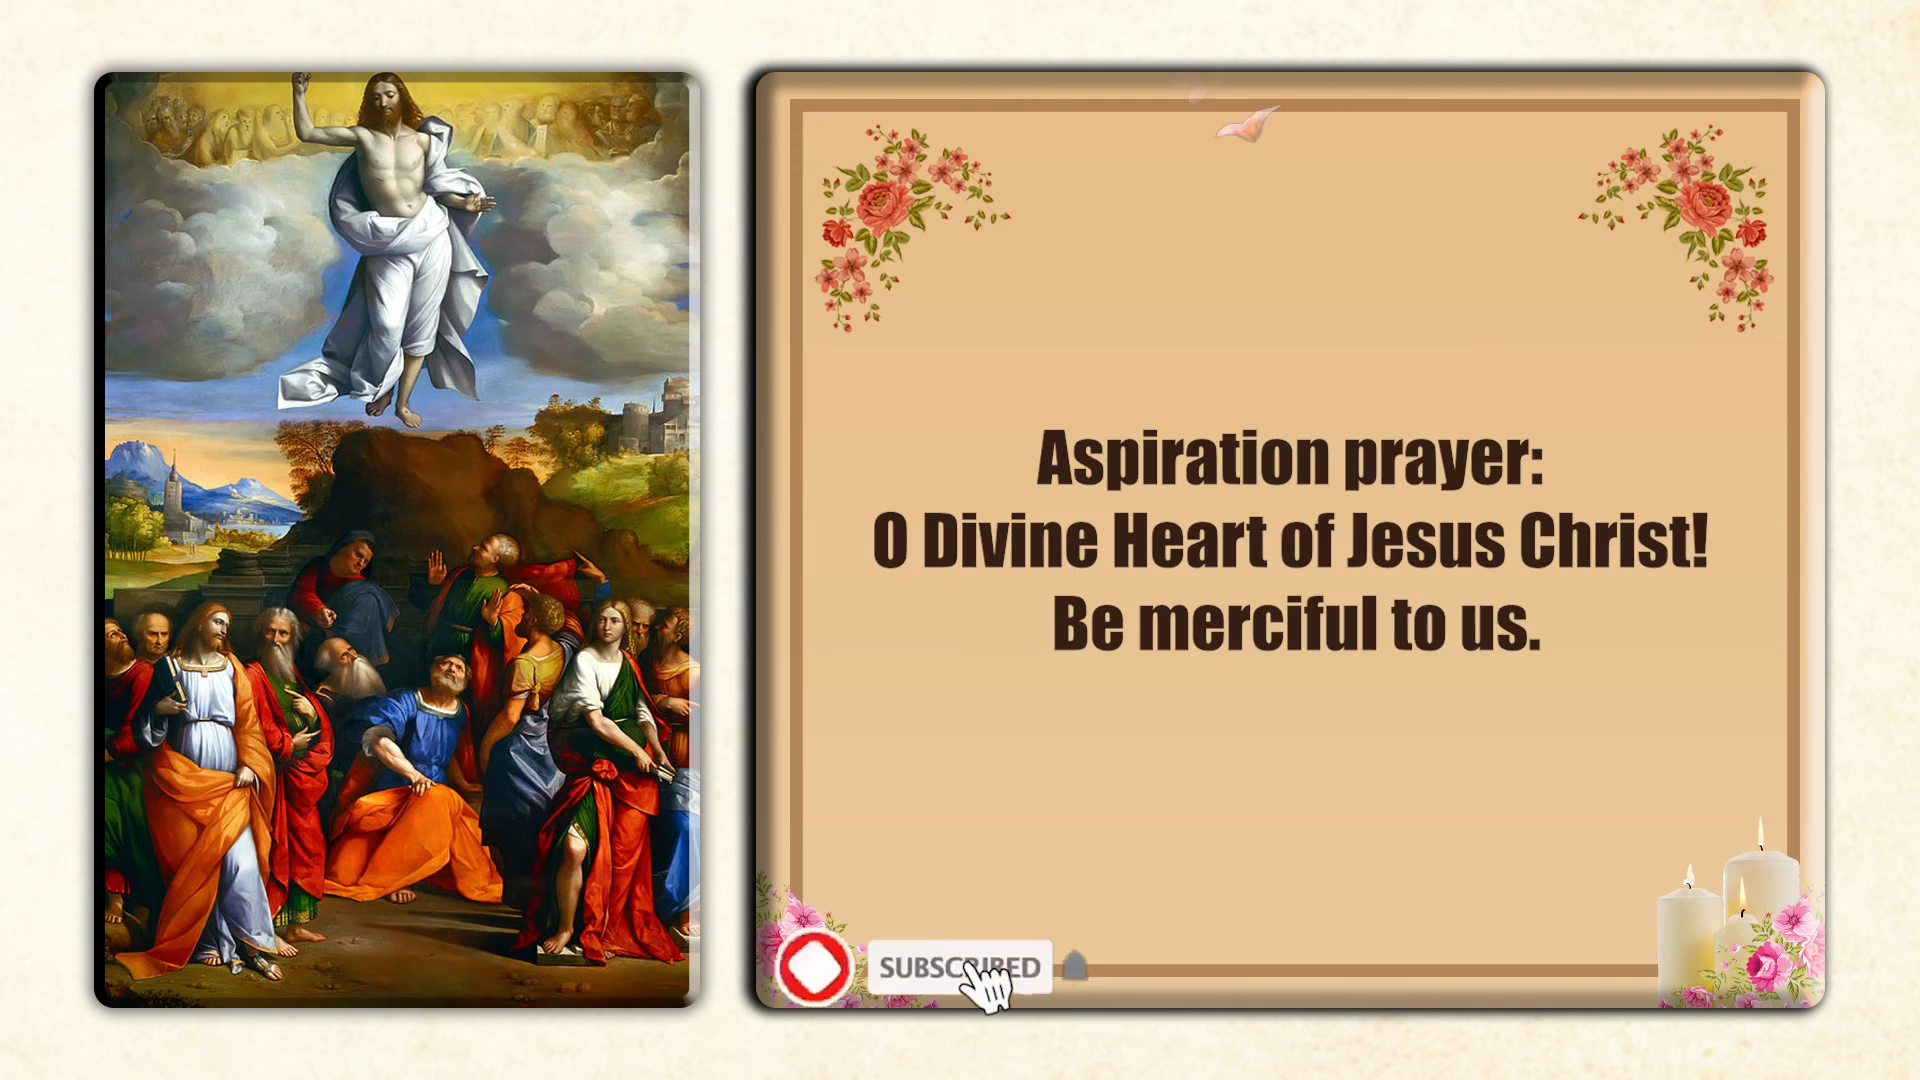 Aspiration prayer:
O Divine Heart of Jesus Christ!
Be merciful to us.
SUBSCRIBED